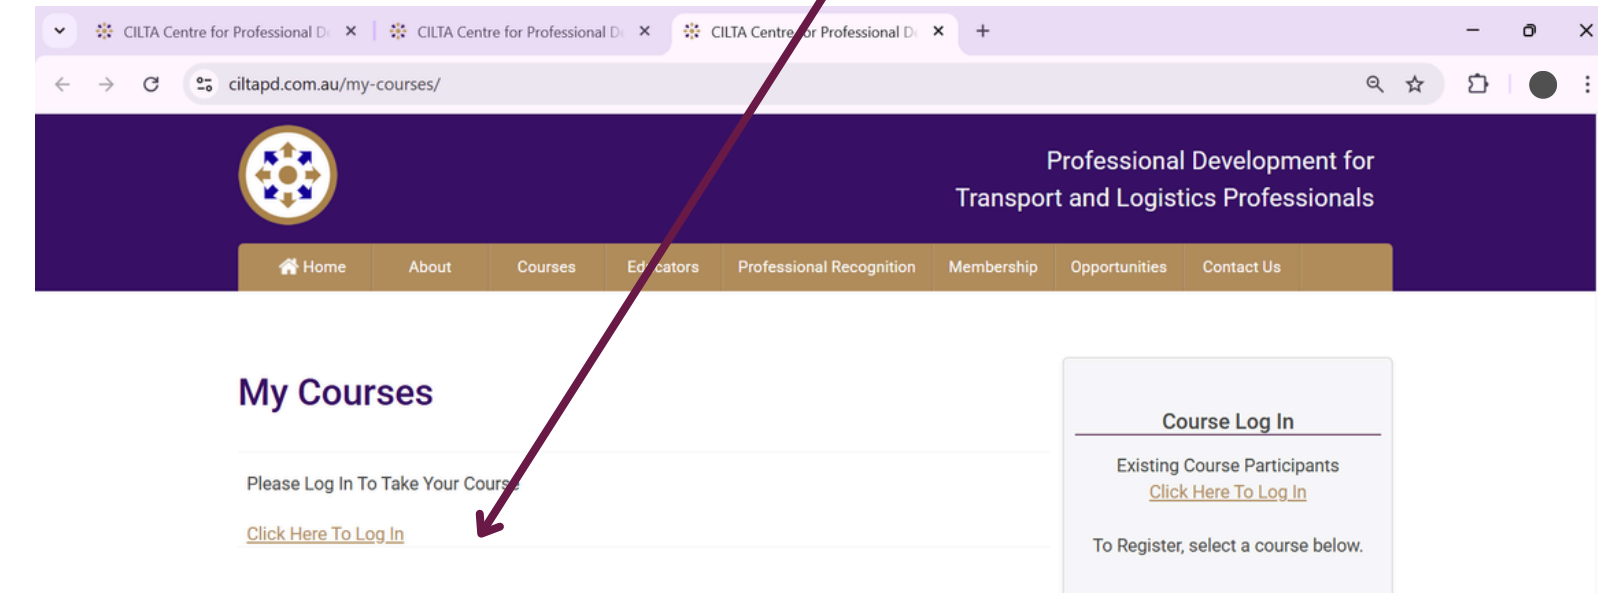 CILTA Centre for Professional D
CILTA Centre for Professional D
CILTA Centre for Professional D
ciltapd.com.au/my-courses/
Professional Development for
Transport and Logistics Professionals
Home About Courses Educators Professional Recognition Membership Opportunities Contact Us
My Courses
Please Log In To Take Your Course
Click Here To Log In
Course Log In
Existing Course Participants
Click Here To Log In
To Register, select a course below.